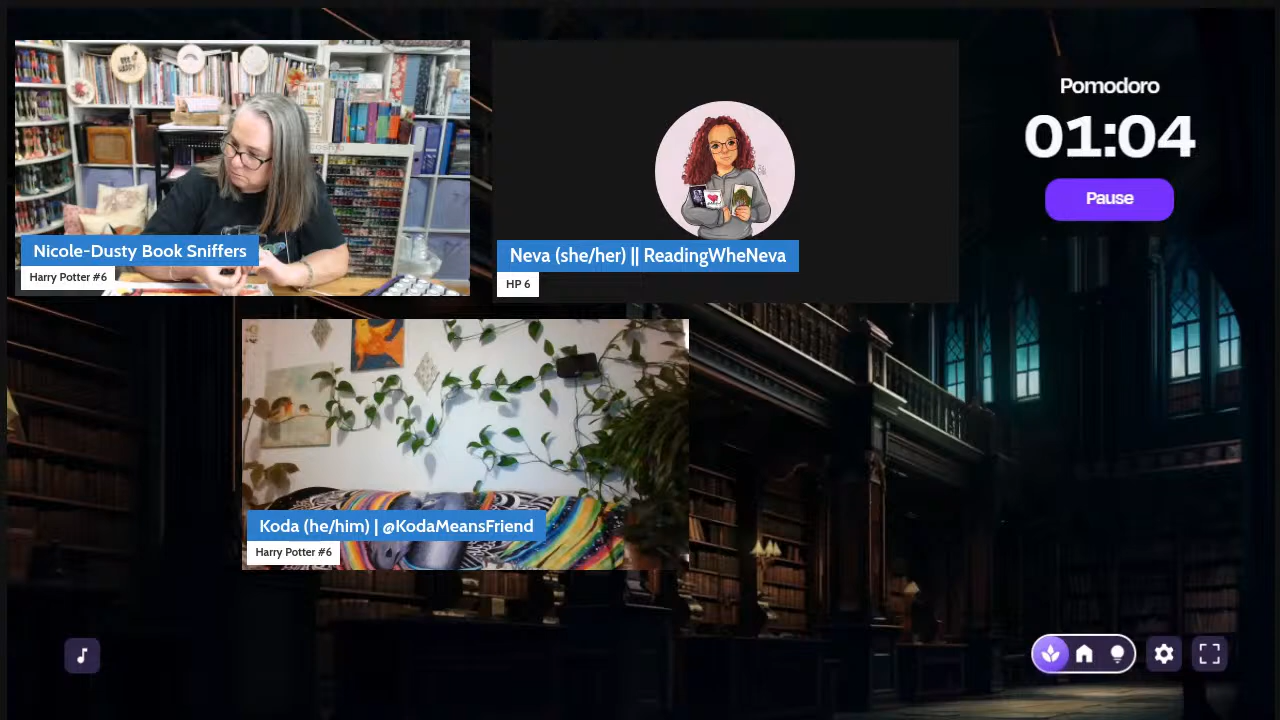 Pomodoro
01:04
Pause
Nicole-Dusty Book Sniffers
Harry Potter #6
Neva (she/her) || ReadingWheNeva
HP 6
Koda (he/him) | @KodaMeansFriend
Harry Potter #6